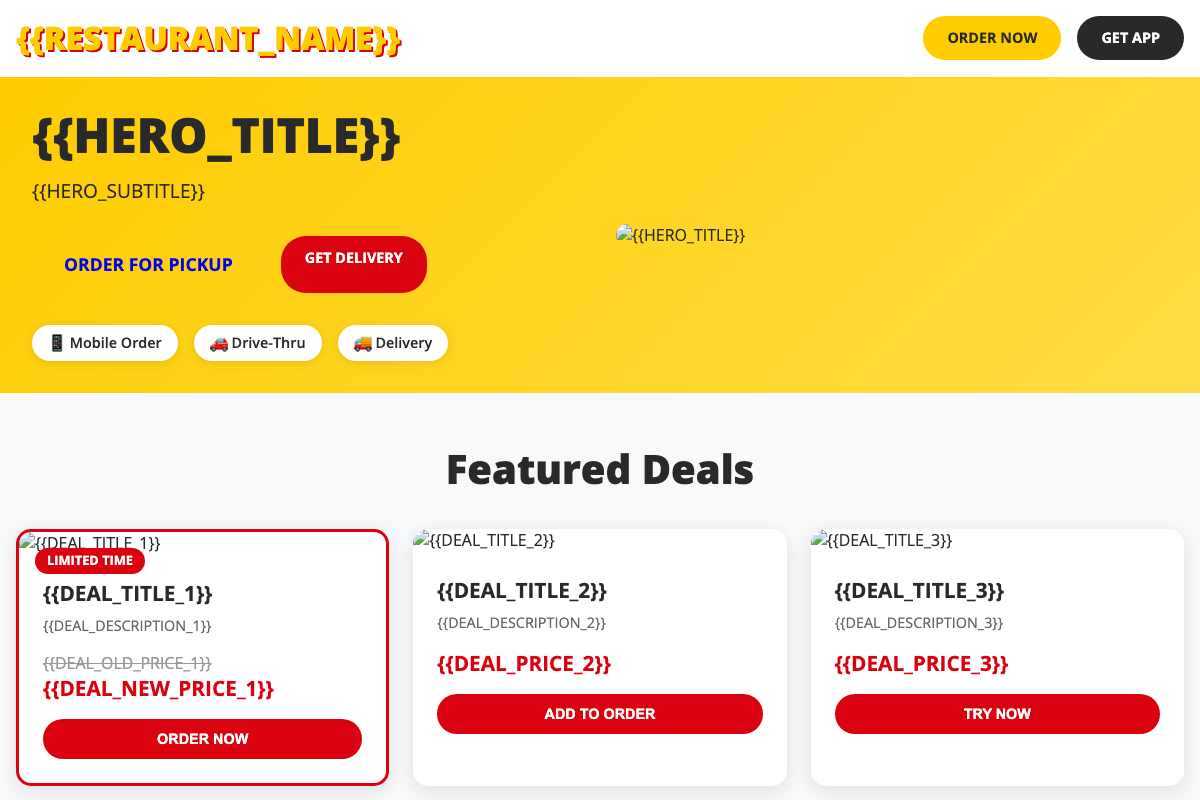 {{RESTAURANT_NAME}}
ORDER NOW
GET APP
{{HERO_TITLE}}
{{HERO_SUBTITLE}}
{{HERO_TITLE}}
ORDER FOR PICKUP
GET DELIVERY
📱 Mobile Order
🚗 Drive-Thru
🚚 Delivery
Featured Deals
{{DEAL_TITLE_1}}
LIMITED TIME
{{DEAL_TITLE_1}}
{{DEAL_DESCRIPTION_1}}
{{DEAL_OLD_PRICE_1}}
{{DEAL_NEW_PRICE_1}}
ORDER NOW
{{DEAL_TITLE_2}}
{{DEAL_TITLE_2}}
{{DEAL_DESCRIPTION_2}}
{{DEAL_PRICE_2}}
ADD TO ORDER
{{DEAL_TITLE_3}}
{{DEAL_TITLE_3}}
{{DEAL_DESCRIPTION_3}}
{{DEAL_PRICE_3}}
TRY NOW